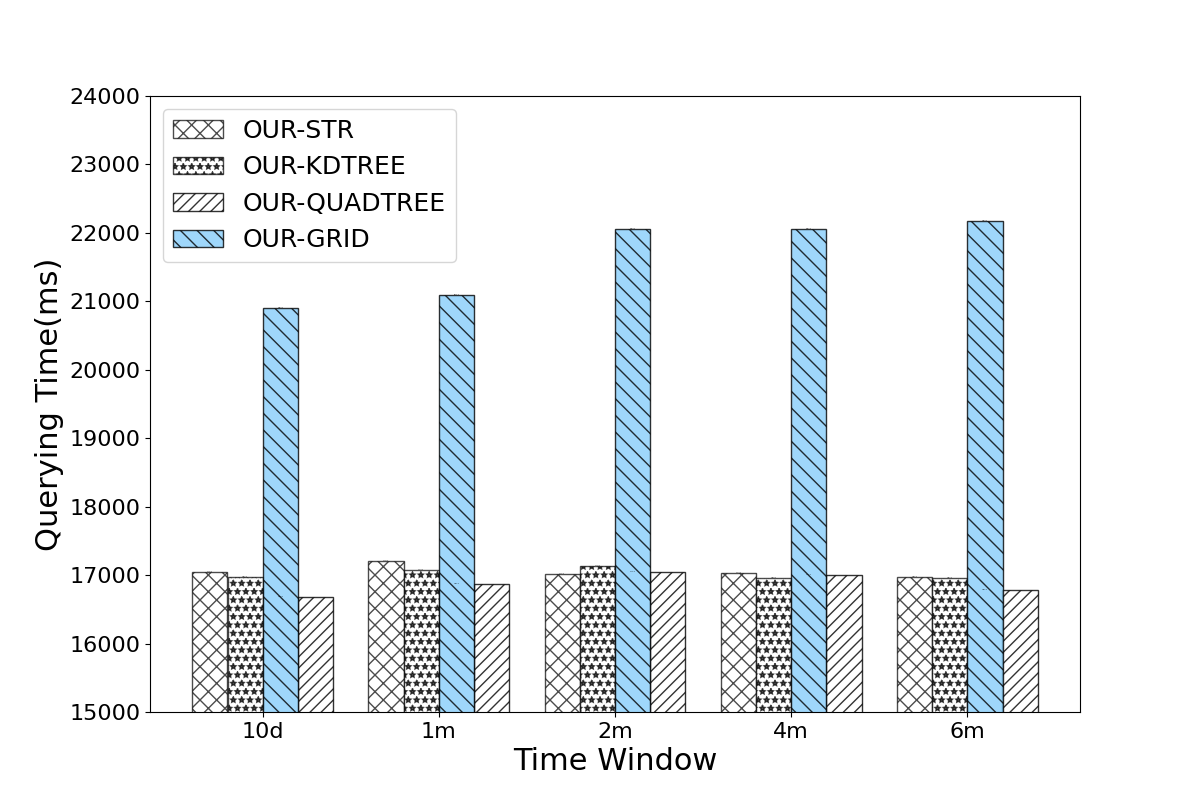 24000
23000
22000
21000
20000
19000
18000
17000
16000
15000
Querying Time(ms)
OUR-STR
OUR-KDTREE
OUR-QUADTREE
OUR-GRID
10d 1m 2m 4m 6m
Time Window